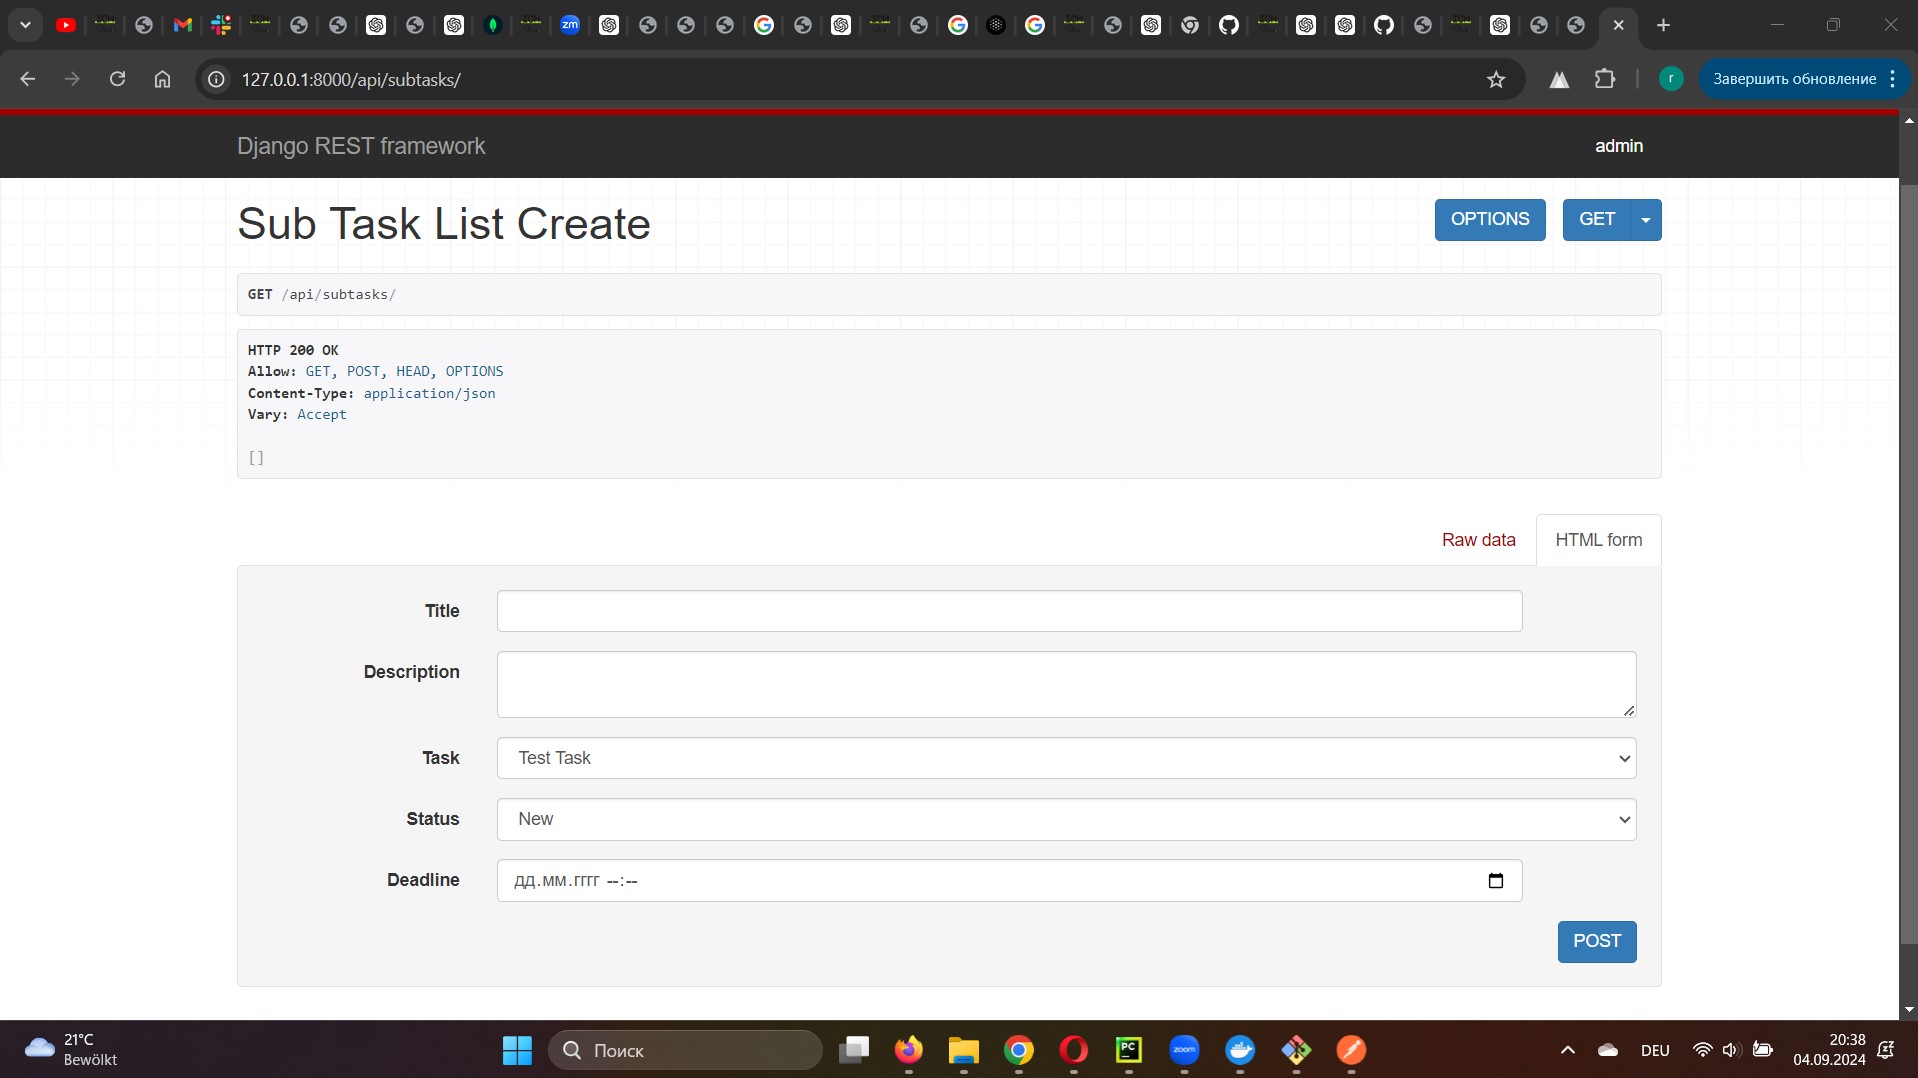 127.0.0.1:8000/api/subtasks/
r
Завершить обновление
Django REST framework
admin
Sub Task List Create
OPTIONS
GET
GET /api/subtasks/
HTTP 200 OK
Allow: GET, POST, HEAD, OPTIONS
Content-Type: application/json
Vary: Accept
[]
Raw data
HTML form
Title
Description
Task
Test Task
Status
New
Deadline
ДД.ММ.ГГГГ --:--
POST
21°C
Bewölkt
Поиск
PC
zoom
DEU
20:38
04.09.2024